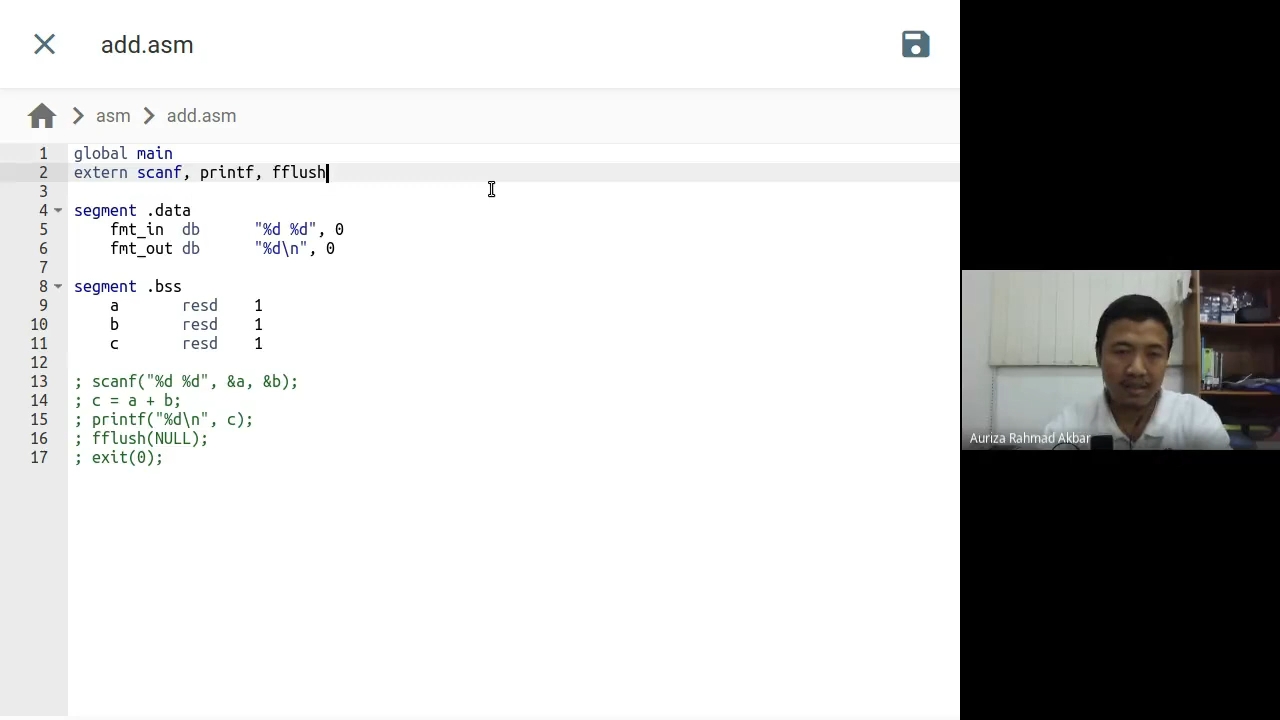 add.asm
asm add.asm
1 global main
2 extern scanf, printf, fflush
3
4 segment .data
5 fmt_in db "%d %d", 0
6 fmt_out db "%d\n", 0
7
8 segment .bss
9 a resd 1
10 b resd 1
11 c resd 1
12
13 ; scanf("%d %d", &a, &b);
14 ; c = a + b;
15 ; printf("%d\n", c);
16 ; fflush(NULL);
17 ; exit(0);
Auriza Rahmad Akbar